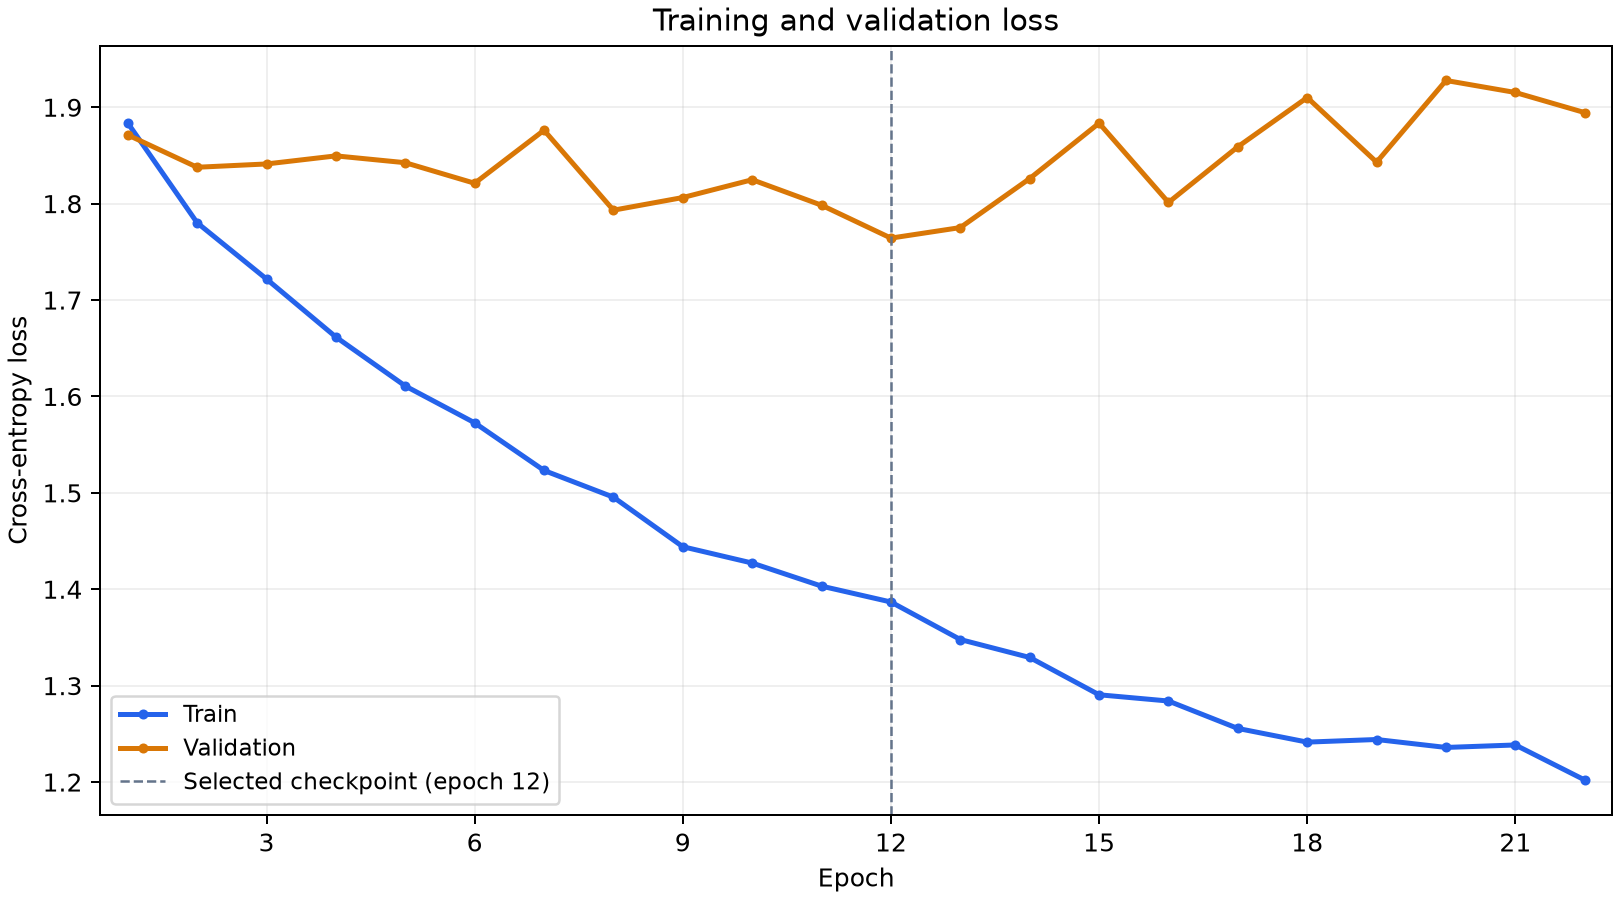 Training and validation loss
Cross-entropy loss
1.9
1.8
1.7
1.6
1.5
1.4
1.3
1.2
Train
Validation
Selected checkpoint (epoch 12)
3 6 9 12 15 18 21
Epoch